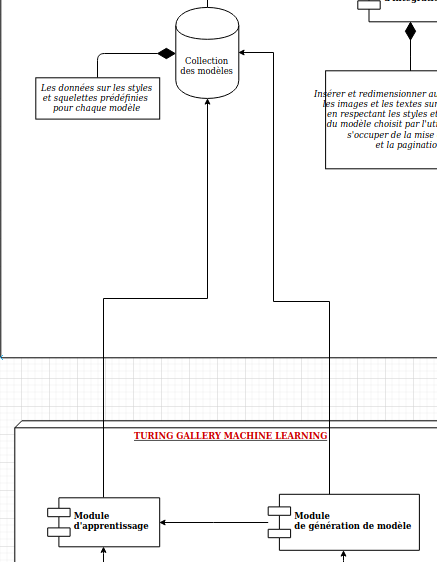 Collection
des modèles
Les données sur les styles
et squelettes prédéfinies
pour chaque modèle
Insérer et redimensionner
les images et les textes sur
en respectant les styles et
du modèle choisit par l'uti
s'occuper de la mise
et la paginatio
TURING GALLERY MACHINE LEARNING
Module
d'apprentissage
Module
de génération de modèle